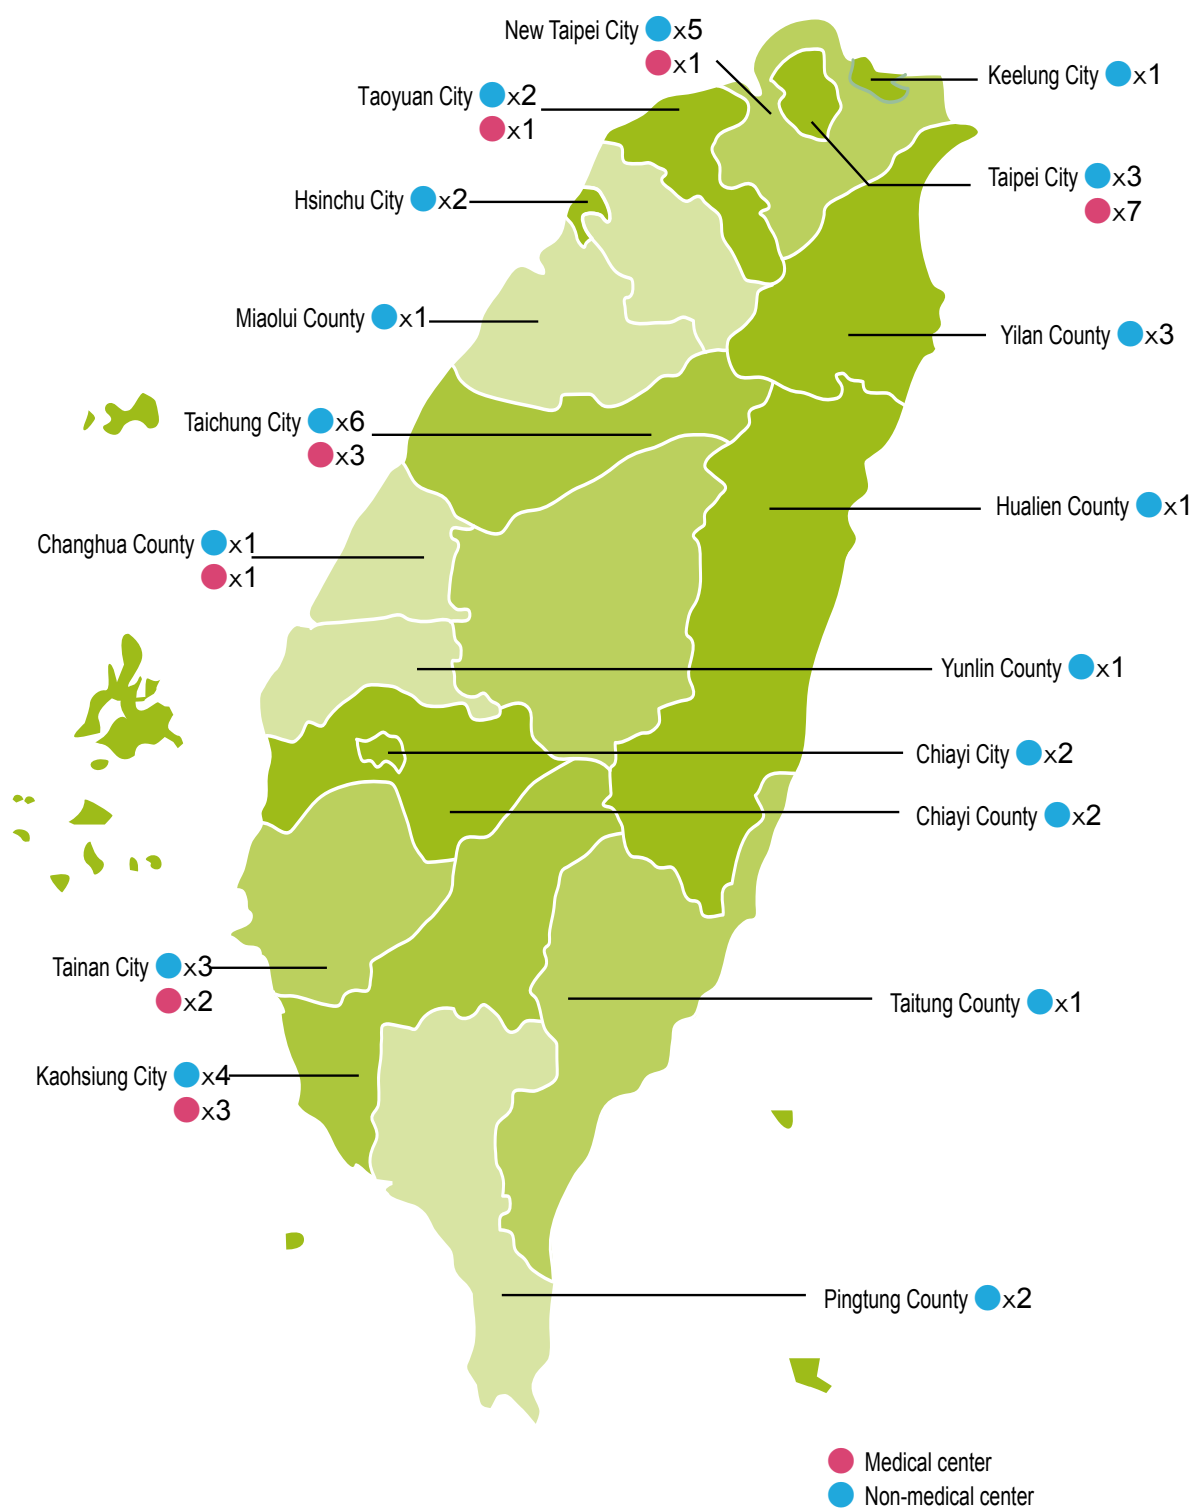 New Taipei City x5
x1
Keelung City x1
Taoyuan City x2
x1
Taipei City x3
x7
Hsinchu City x2
Miaolui County x1
Yilan County x3
Taichung City x6
x3
Hualien County x1
Changhua County x1
x1
Yunlin County x1
Chiayi City x2
Chiayi County x2
Tainan City x3
x2
Taitung County x1
Kaohsiung City x4
x3
Pingtung County x2
Medical center
Non-medical center